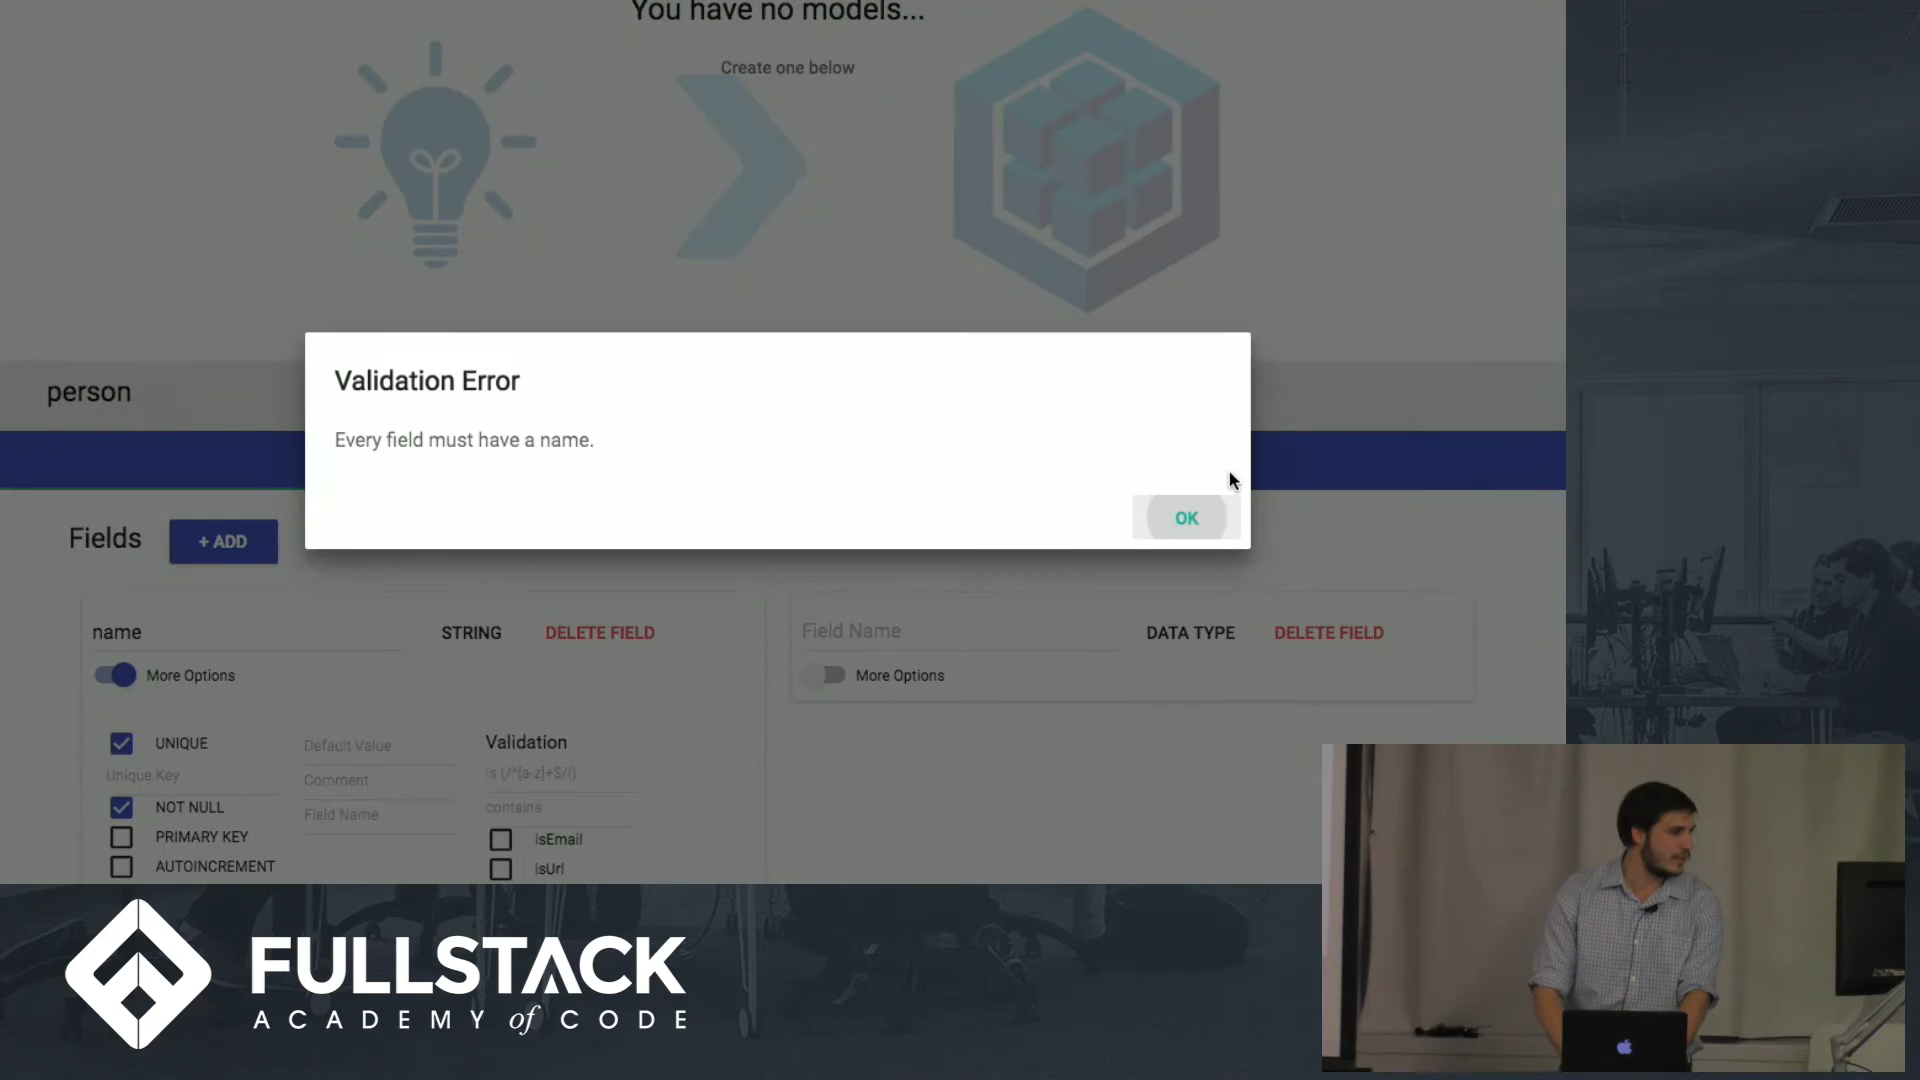 You have no models...
Create one below
person
Validation Error
Every field must have a name.
OK
Fields
+ ADD
name
STRING
DELETE FIELD
More Options
Field Name
DATA TYPE
DELETE FIELD
More Options
UNIQUE
Unique Key
NOT NULL
PRIMARY KEY
AUTOINCREMENT
Default Value
Comment
Field Name
Validation
is (/^[a-z]+$/i)
contains
isEmail
isUrl
FULLSTACK
ACADEMY of CODE